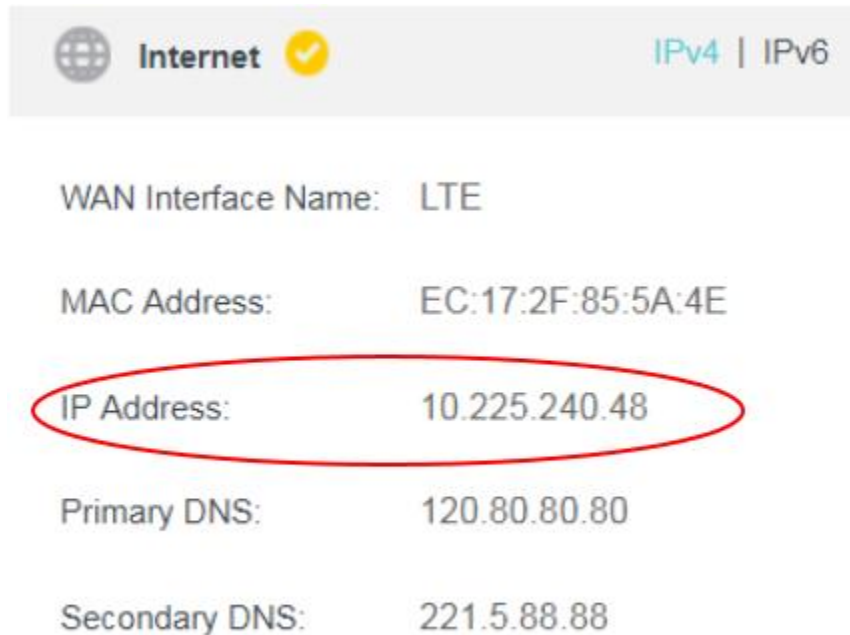 Internet IPv4 | IPv6
WAN Interface Name: LTE
MAC Address: EC:17:2F:85:5A:4E
IP Address: 10.225.240.48
Primary DNS: 120.80.80.80
Secondary DNS: 221.5.88.88